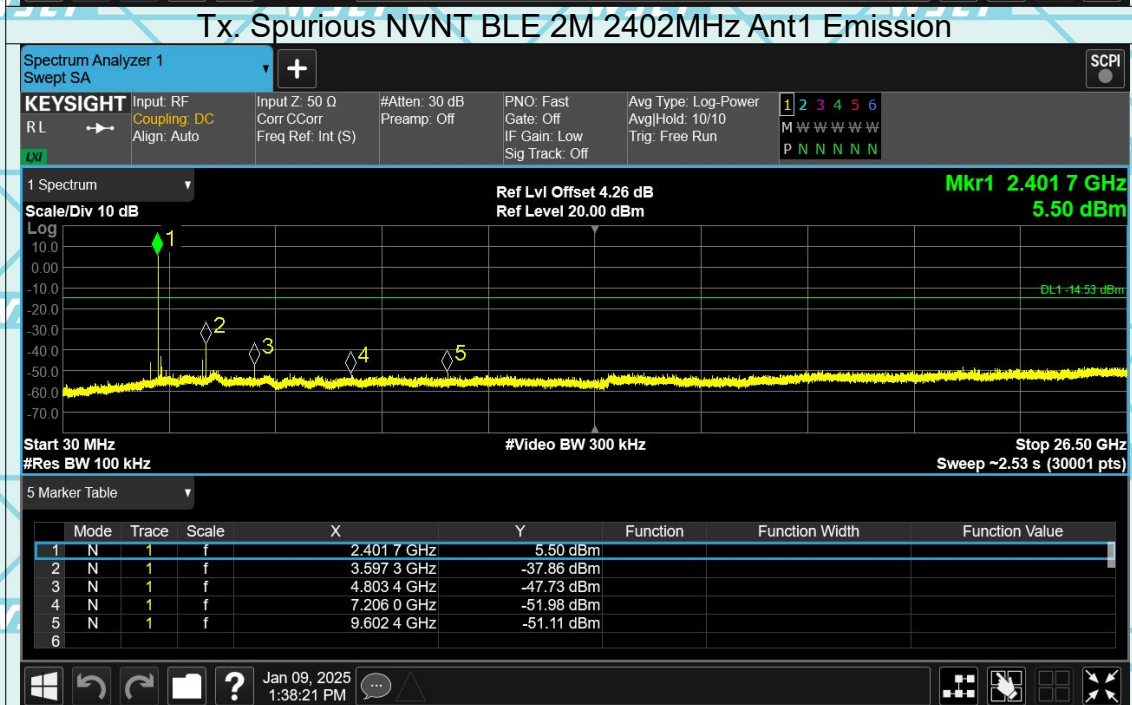 Tx. Spurious NVNT BLE 2M 2402MHz Ant1 Emission
Spectrum Analyzer 1
Swept SA
+
SCPI
KEYSIGHT Input: RF Input Z: 50 Ω #Atten: 30 dB PNO: Fast Avg Type: Log-Power 1 2 3 4 5 6
R L Coupling: DC Corr CCorr Preamp: Off Gate: Off Avg|Hold: 10/10 M W W W W W
Align: Auto Freq Ref: Int (S) IF Gain: Low Trig: Free Run P N N N N N
LXI Sig Track: Off
1 Spectrum Ref Lvl Offset 4.26 dB Mkr1 2.401 7 GHz
Scale/Div 10 dB Ref Level 20.00 dBm 5.50 dBm
Log
10.0
0.00
-10.0
-20.0
-30.0
-40.0
-50.0
-60.0
-70.0
1
DL1 -14.53 dBm
2
3
4
5
Start 30 MHz #Video BW 300 kHz Stop 26.50 GHz
#Res BW 100 kHz Sweep ~2.53 s (30001 pts)
5 Marker Table
Mode Trace Scale X Y Function Function Width Function Value
1 N 1 f 2.401 7 GHz 5.50 dBm
2 N 1 f 3.597 3 GHz -37.86 dBm
3 N 1 f 4.803 4 GHz -47.73 dBm
4 N 1 f 7.206 0 GHz -51.98 dBm
5 N 1 f 9.602 4 GHz -51.11 dBm
6
? Jan 09, 2025
1:38:21 PM